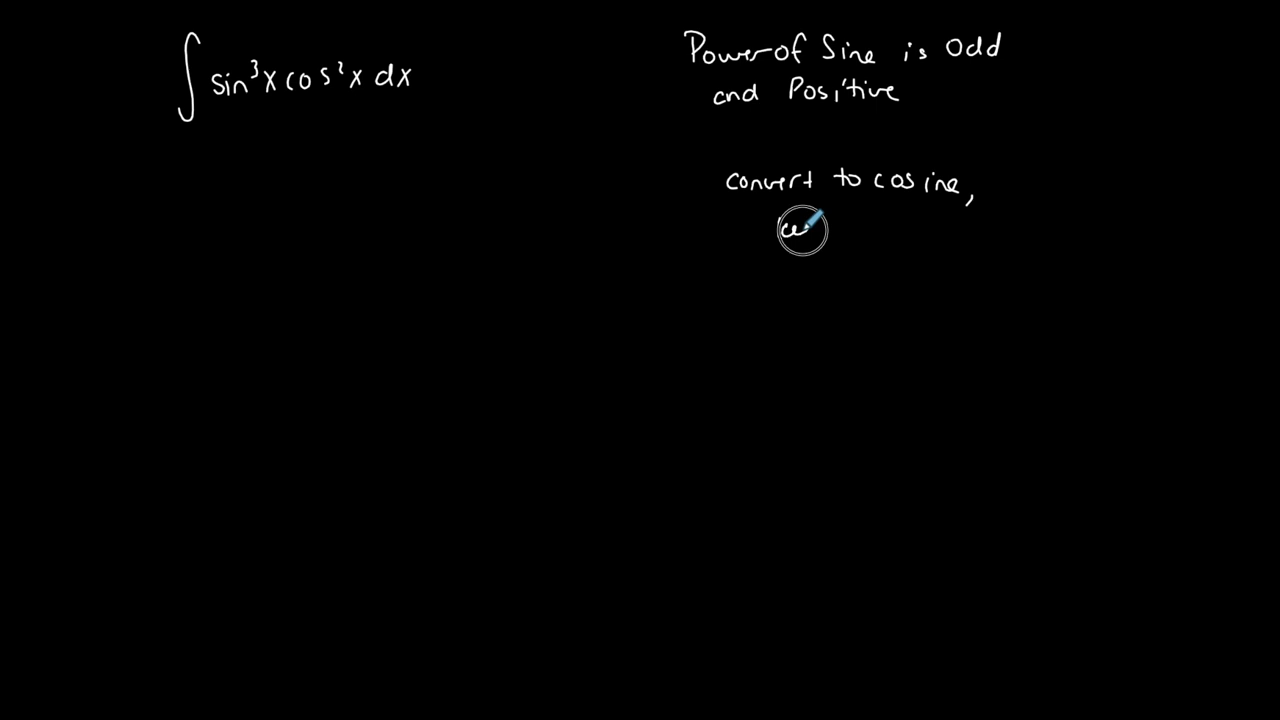 ∫ sin³x cos²x dx
Power of Sine is Odd
and Positive
convert to cosine,